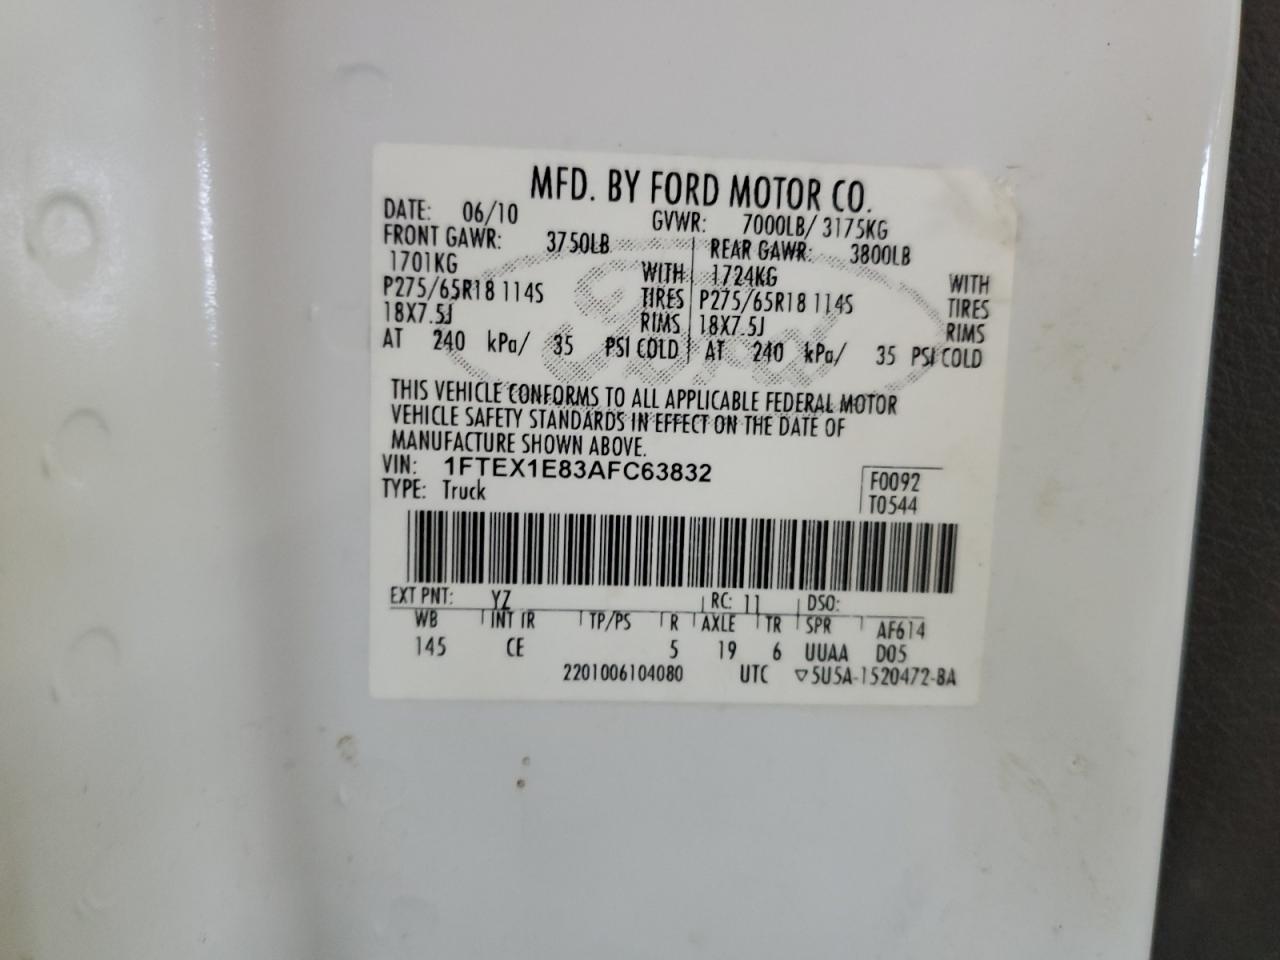 MFD. BY FORD MOTOR CO.
DATE: 06/10 GVWR: 7000LB/ 3175KG
FRONT GAWR: 3750LB REAR GAWR: 3800LB
1701KG WITH 1724KG WITH
P275/65R18 114S TIRES P275/65R18 114S TIRES
18X7.5J RIMS 18X7.5J RIMS
AT 240 kPa/ 35 PSI COLD AT 240 kPa/ 35 PSI COLD
Ford
THIS VEHICLE CONFORMS TO ALL APPLICABLE FEDERAL MOTOR
VEHICLE SAFETY STANDARDS IN EFFECT ON THE DATE OF
MANUFACTURE SHOWN ABOVE.
VIN: 1FTEX1E83AFC63832 F0092
TYPE: Truck T0544
EXT PNT: YZ RC: 11 DSO:
WB INT TR TP/PS R AXLE TR SPR AF614
145 CE 5 19 6 UUAA D05
2201006104080 UTC ▽5U5A-1520472-BA